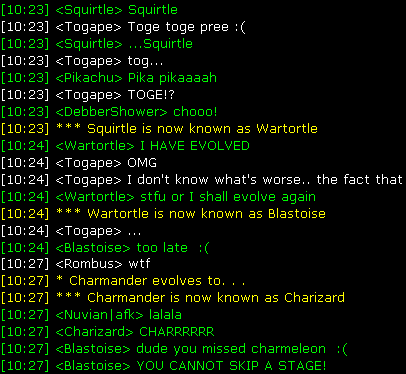 [10:23] <Squirtle> Squirtle
[10:23] <Togape> Toge toge pree :(
[10:23] <Squirtle> ...Squirtle
[10:23] <Togape> tog...
[10:23] <Pikachu> Pika pikaaaah
[10:23] <Togape> TOGE!?
[10:23] <DebberShower> chooo!
[10:23] *** Squirtle is now known as Wartortle
[10:24] <Wartortle> I HAVE EVOLVED
[10:24] <Togape> OMG
[10:24] <Togape> I don't know what's worse.. the fact that
[10:24] <Wartortle> stfu or I shall evolve again
[10:24] *** Wartortle is now known as Blastoise
[10:24] <Togape> ...
[10:24] <Blastoise> too late  :(
[10:27] <Rombus> wtf
[10:27] * Charmander evolves to. . .
[10:27] *** Charmander is now known as Charizard
[10:27] <Nuvian|afk> lalala
[10:27] <Charizard> CHARRRRRR
[10:27] <Blastoise> dude you missed charmeleon  :(
[10:27] <Blastoise> YOU CANNOT SKIP A STAGE!